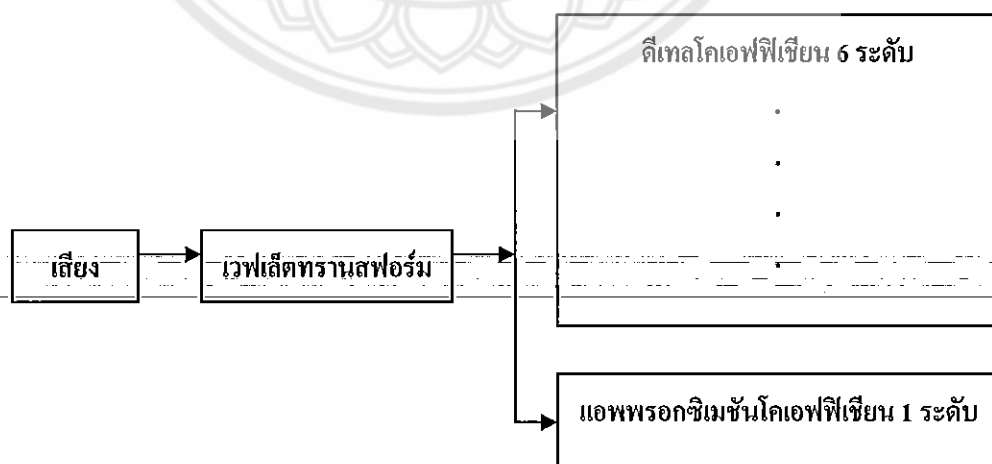 ดีเทลโคเอฟฟิเชียน 6 ระดับ
เสียง
เวฟเล็ตทรานสฟอร์ม
แอพพรอกซิเมชันโคเอฟฟิเชียน 1 ระดับ